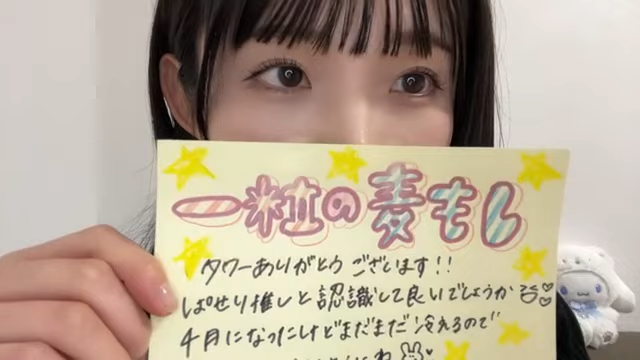 一粒の麦もし
タワーありがとうございます!!
ぱせり推しと認識して良いでしょうか
4月になったけどまだまだ冷えるので